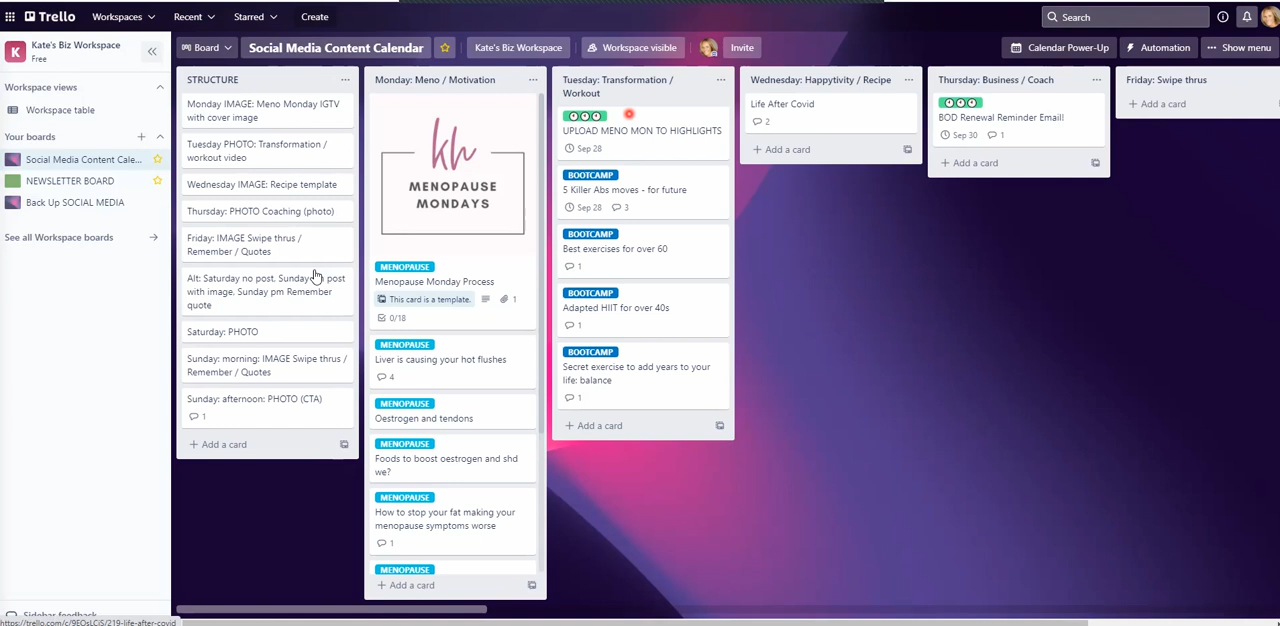 Trello
Workspaces
Recent
Starred
Create
Search
K
Kate's Biz Workspace
Free
Board
Social Media Content Calendar
Kate's Biz Workspace
Workspace visible
Invite
Calendar Power-Up
Automation
Show menu
Workspace views
Workspace table
Your boards
Social Media Content Cale...
NEWSLETTER BOARD
Back Up SOCIAL MEDIA
See all Workspace boards
STRUCTURE
Monday IMAGE: Meno Monday IGTV
with cover image
Tuesday PHOTO: Transformation /
workout video
Wednesday IMAGE: Recipe template
Thursday: PHOTO Coaching (photo)
Friday: IMAGE Swipe thrus /
Remember / Quotes
Alt: Saturday no post. Sunday post
with image. Sunday pm Remember
quote
Saturday: PHOTO
Sunday: morning: IMAGE Swipe thrus /
Remember / Quotes
Sunday: afternoon: PHOTO (CTA)
1
+ Add a card
Monday: Meno / Motivation
kh
MENOPAUSE
MONDAYS
MENOPAUSE
Menopause Monday Process
This card is a template.
1
0/18
MENOPAUSE
Liver is causing your hot flushes
4
MENOPAUSE
Oestrogen and tendons
MENOPAUSE
Foods to boost oestrogen and shd
we?
MENOPAUSE
How to stop your fat making your
menopause symptoms worse
1
MENOPAUSE
+ Add a card
Tuesday: Transformation /
Workout
UPLOAD MENO MON TO HIGHLIGHTS
Sep 28
BOOTCAMP
5 Killer Abs moves - for future
Sep 28
3
BOOTCAMP
Best exercises for over 60
1
BOOTCAMP
Adapted HIIT for over 40s
1
BOOTCAMP
Secret exercise to add years to your
life: balance
1
+ Add a card
Wednesday: Happytivity / Recipe
Life After Covid
2
+ Add a card
Thursday: Business / Coach
BOD Renewal Reminder Email!
Sep 30
1
+ Add a card
Friday: Swipe thrus
+ Add a card
Sidebar feedback
https://trello.com/c/9EOsLCiS/219-life-after-covid